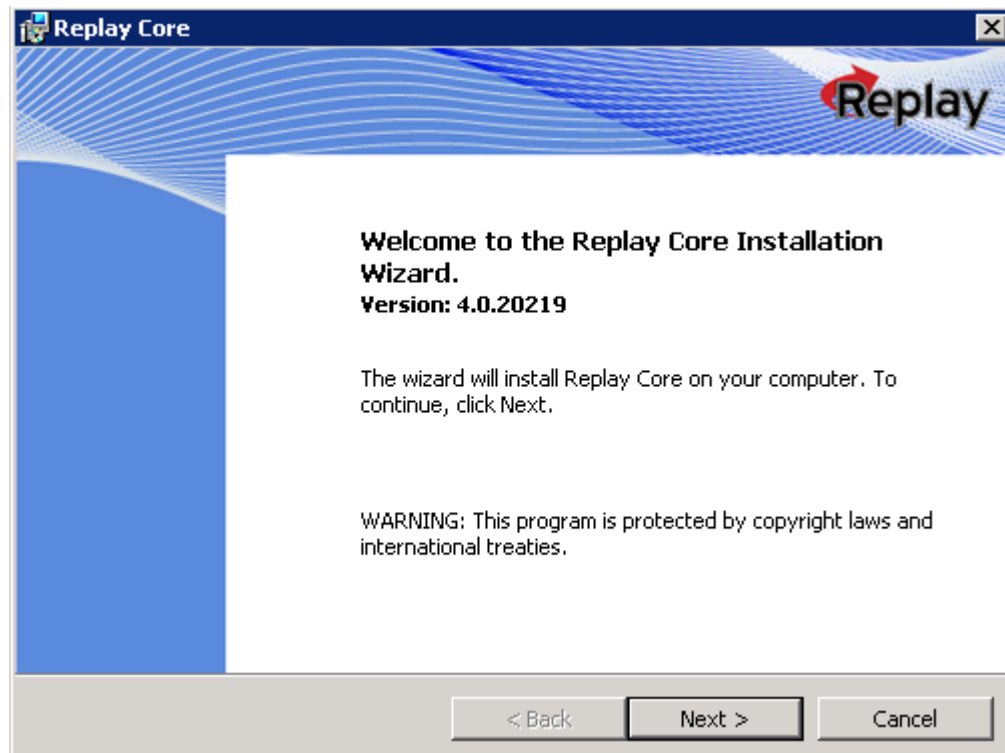 Replay Core
Replay
Welcome to the Replay Core Installation
Wizard.
Version: 4.0.20219
The wizard will install Replay Core on your computer. To
continue, click Next.
WARNING: This program is protected by copyright laws and
international treaties.
< Back
Next >
Cancel